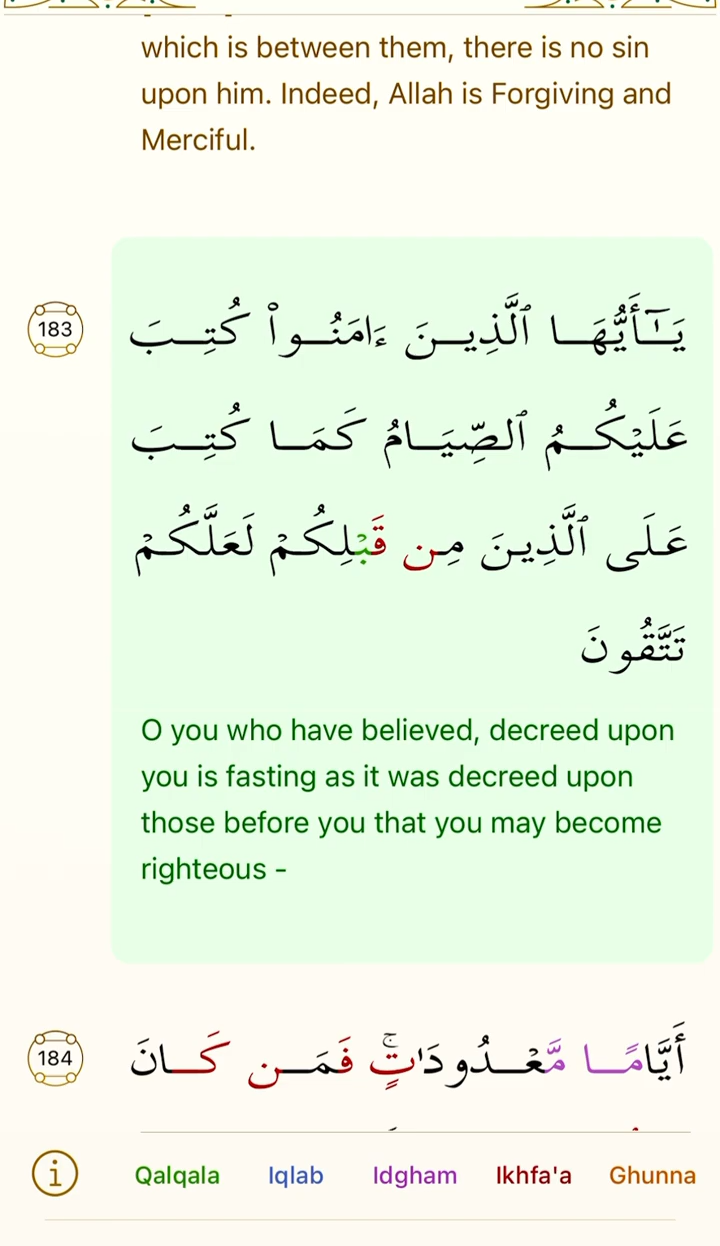 which is between them, there is no sin
upon him. Indeed, Allah is Forgiving and
Merciful.
183
يَـٰٓأَيُّهَا ٱلَّذِينَ ءَامَنُوا۟ كُتِبَ
عَلَيْكُمُ ٱلصِّيَامُ كَمَا كُتِبَ
عَلَى ٱلَّذِينَ مِن قَبْلِكُمْ لَعَلَّكُمْ
تَتَّقُونَ
O you who have believed, decreed upon
you is fasting as it was decreed upon
those before you that you may become
righteous -
184
أَيَّامًا مَّعْدُودَٰتٍۚ فَمَن كَانَ
Qalqala Iqlab Idgham Ikhfa'a Ghunna